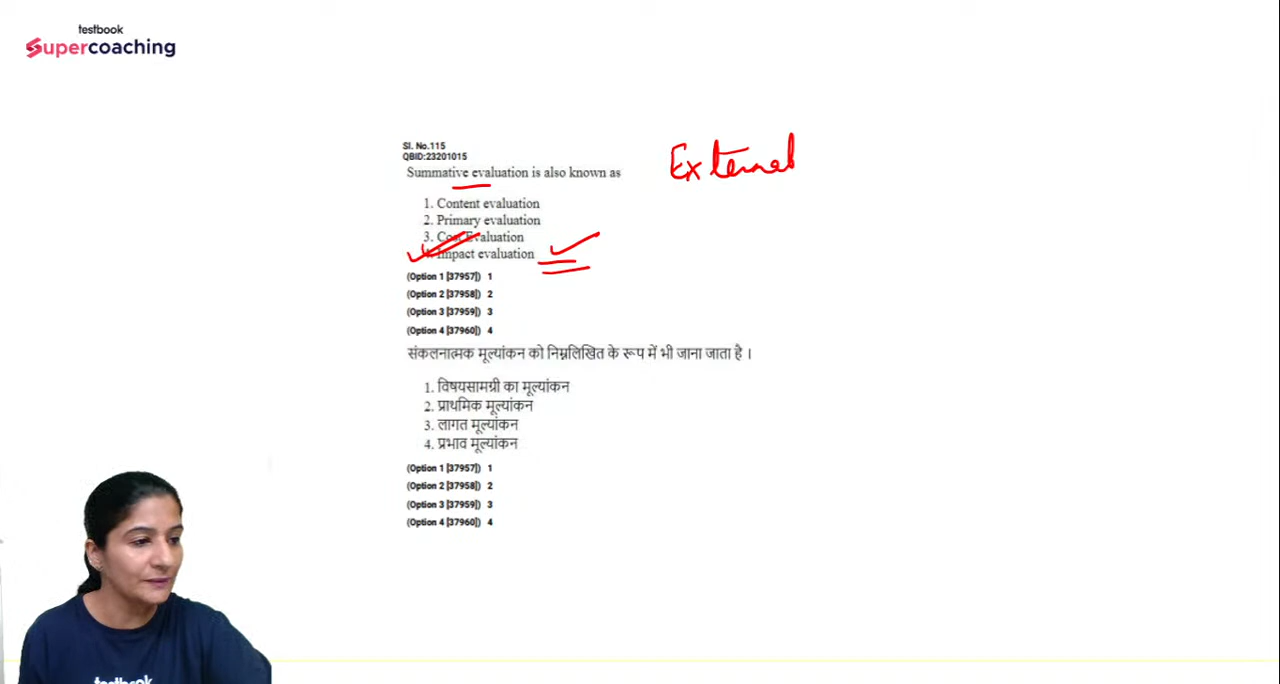 testbook
Supercoaching
Sl. No.115
QBID:23201015
Summative evaluation is also known as
External
1. Content evaluation
2. Primary evaluation
3. Cost Evaluation
4. Impact evaluation
(Option 1 [37957]) 1
(Option 2 [37958]) 2
(Option 3 [37959]) 3
(Option 4 [37960]) 4
संकलनात्मक मूल्यांकन को निम्नलिखित के रूप में भी जाना जाता है ।
1. विषयसामग्री का मूल्यांकन
2. प्राथमिक मूल्यांकन
3. लागत मूल्यांकन
4. प्रभाव मूल्यांकन
(Option 1 [37957]) 1
(Option 2 [37958]) 2
(Option 3 [37959]) 3
(Option 4 [37960]) 4
testbook